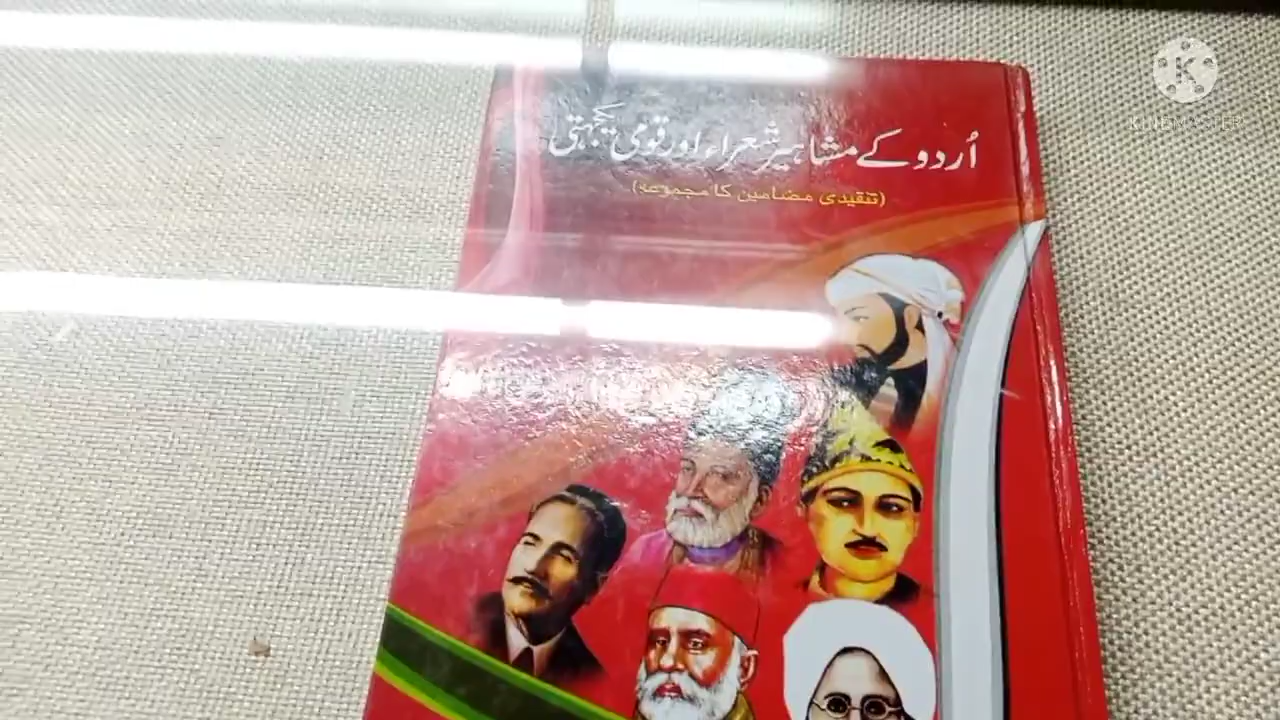 اُردو کے مشاہیر شعراء اور قومی یکجہتی
(تنقیدی مضامین کا مجموعہ)
KINEMASTER